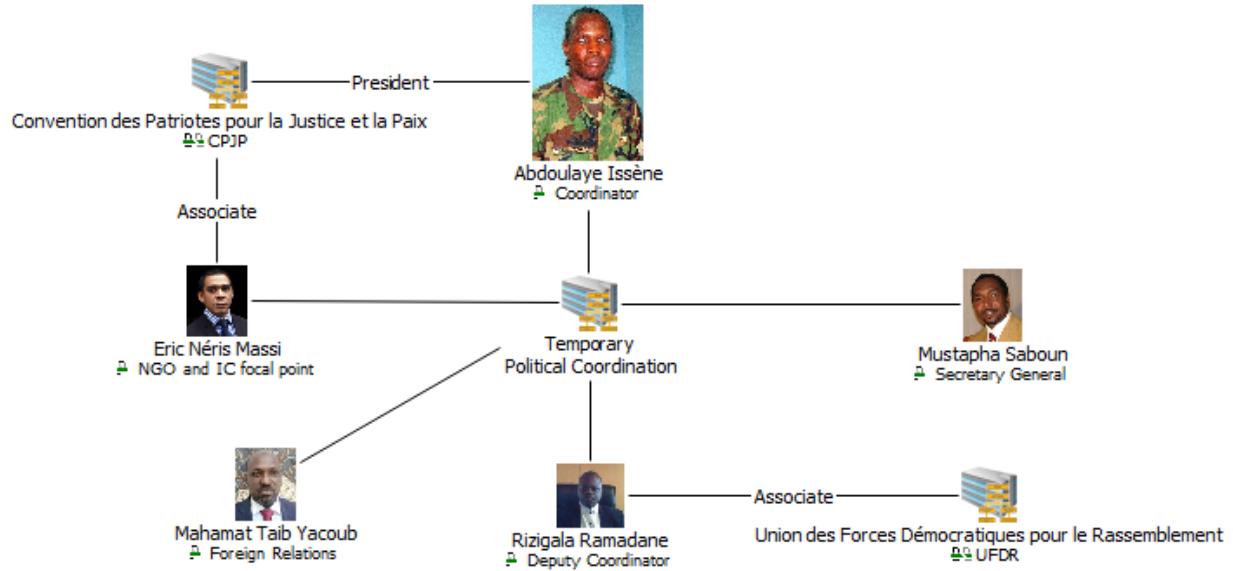 President
Convention des Patriotes pour la Justice et la Paix
CPJP
Abdoulaye Issène
Coordinator
Associate
Eric Néris Massi
NGO and IC focal point
Temporary
Political Coordination
Mustapha Saboun
Secretary General
Mahamat Taib Yacoub
Foreign Relations
Rizigala Ramadane
Deputy Coordinator
Associate
Union des Forces Démocratiques pour le Rassemblement
UFDR